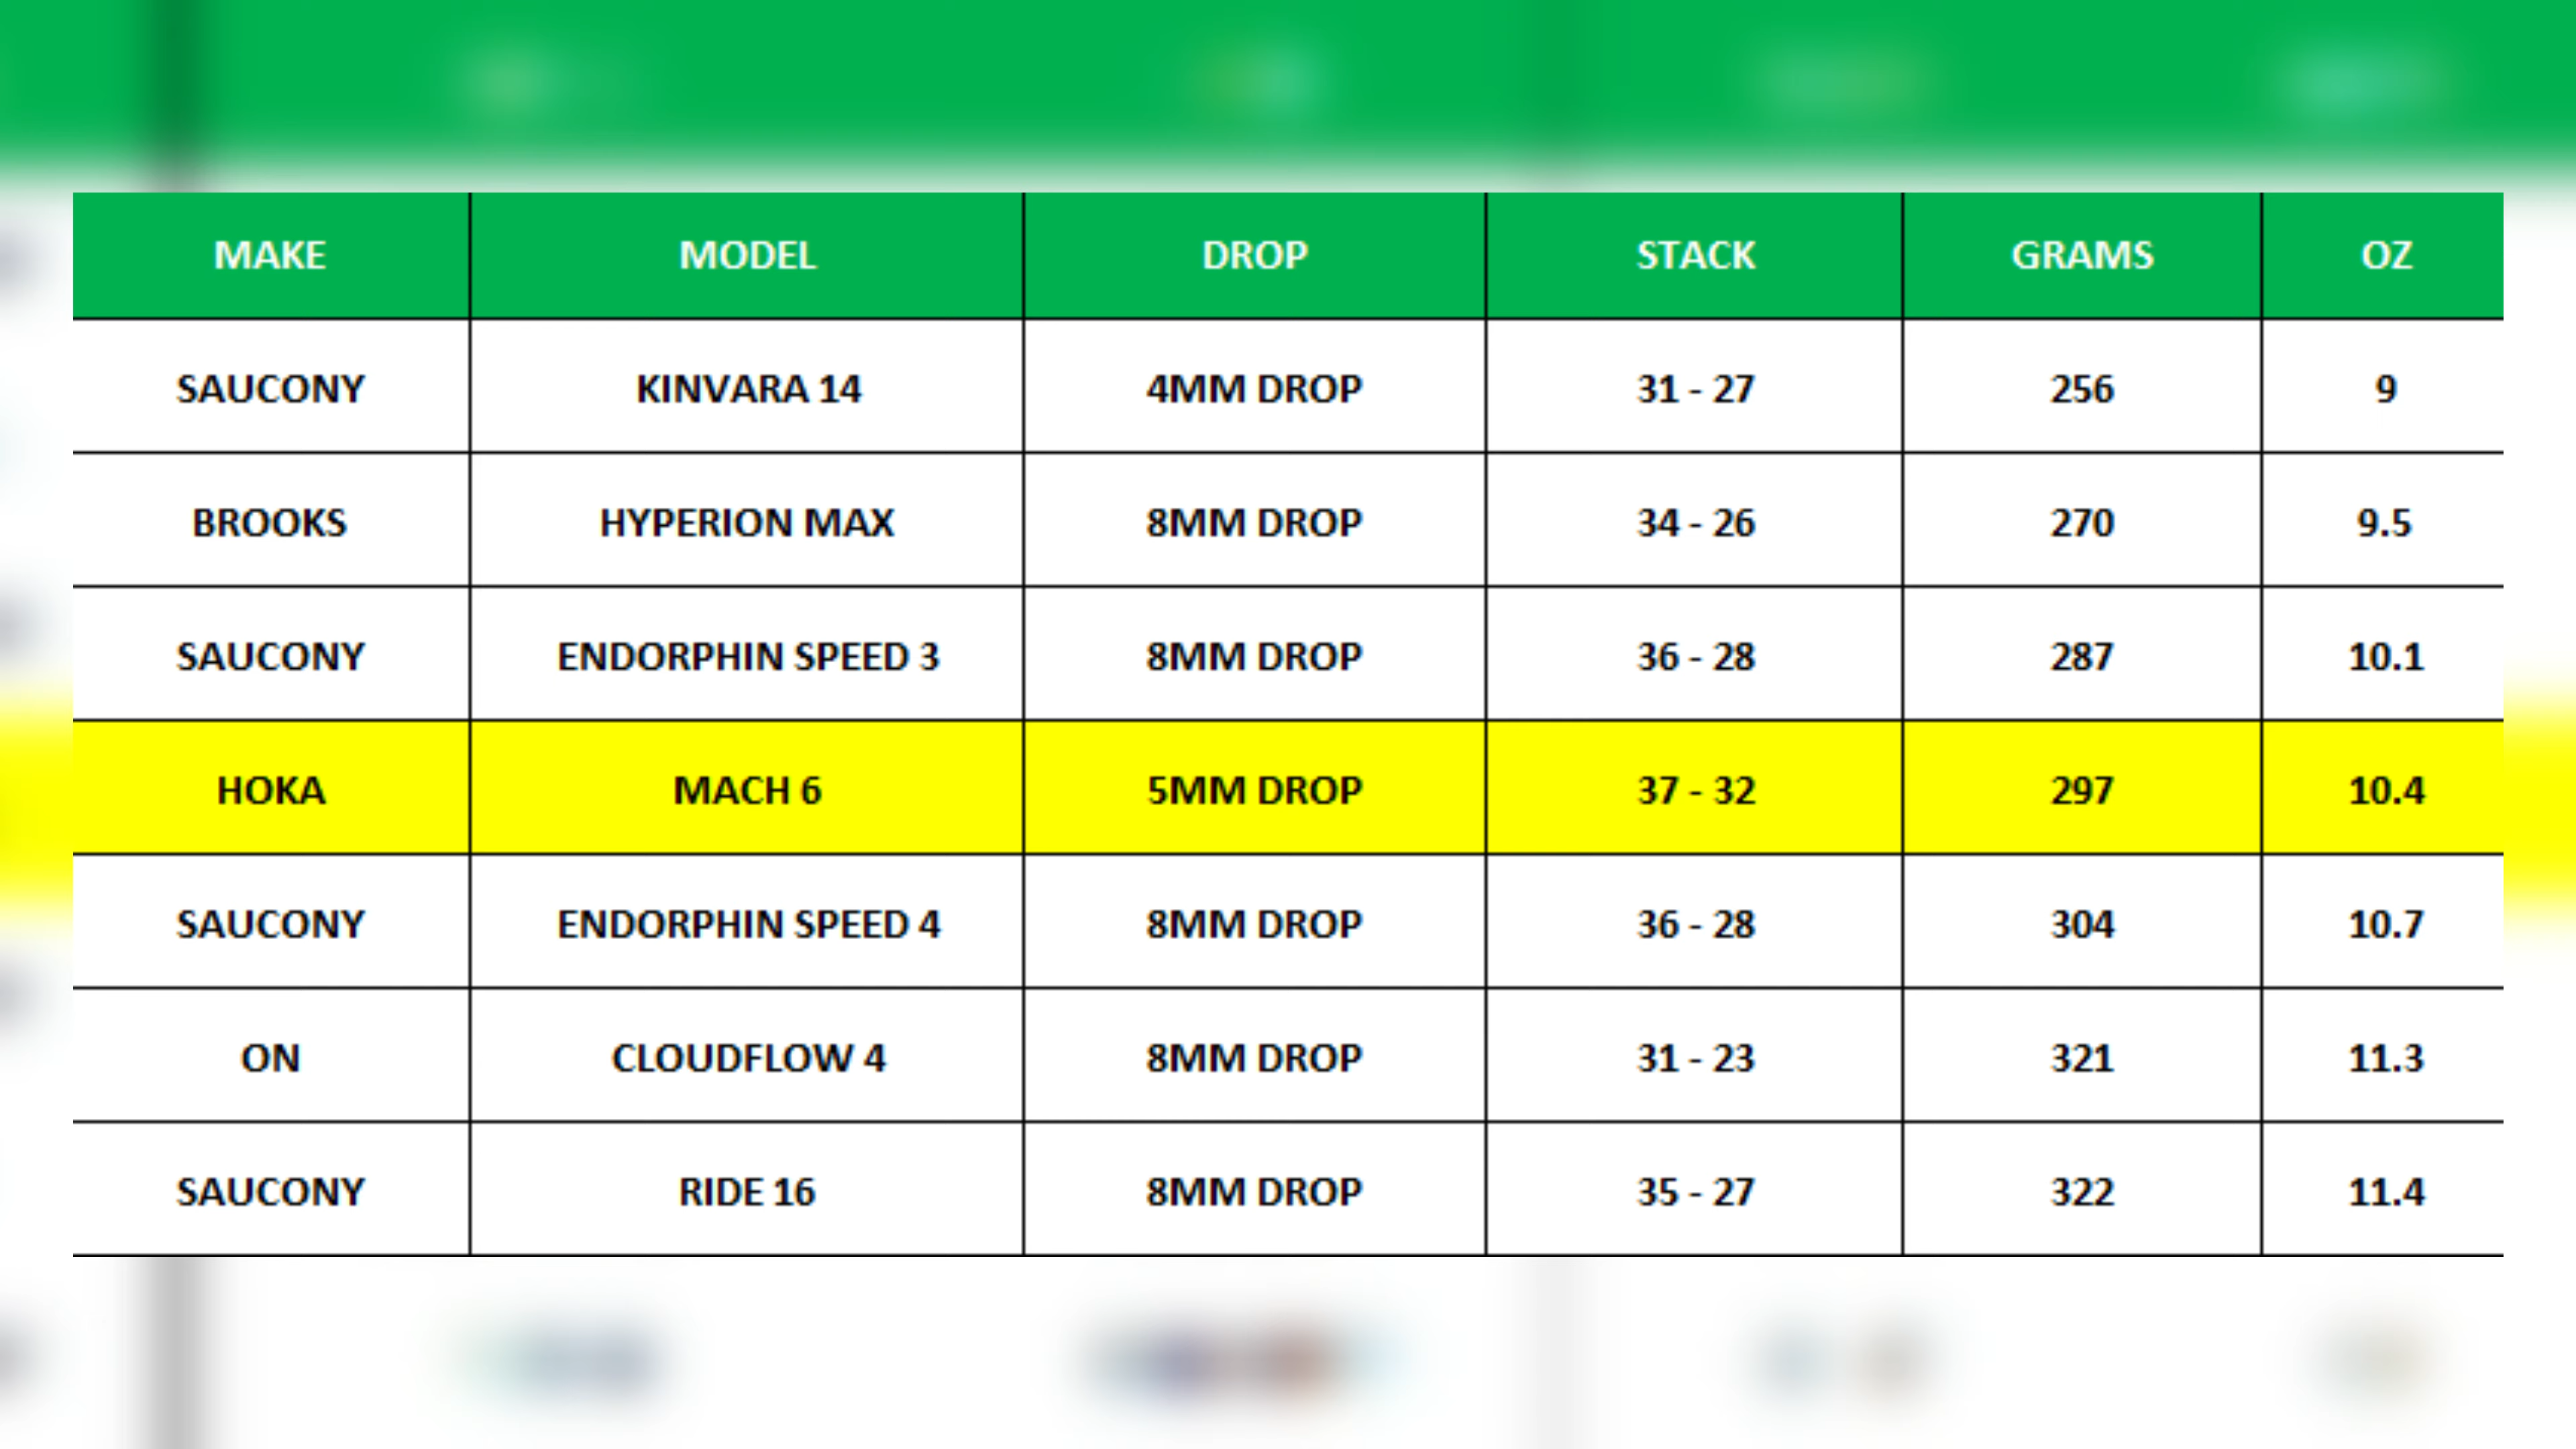 MAKE MODEL DROP STACK GRAMS OZ
SAUCONY KINVARA 14 4MM DROP 31 - 27 256 9
BROOKS HYPERION MAX 8MM DROP 34 - 26 270 9.5
SAUCONY ENDORPHIN SPEED 3 8MM DROP 36 - 28 287 10.1
HOKA MACH 6 5MM DROP 37 - 32 297 10.4
SAUCONY ENDORPHIN SPEED 4 8MM DROP 36 - 28 304 10.7
ON CLOUDFLOW 4 8MM DROP 31 - 23 321 11.3
SAUCONY RIDE 16 8MM DROP 35 - 27 322 11.4